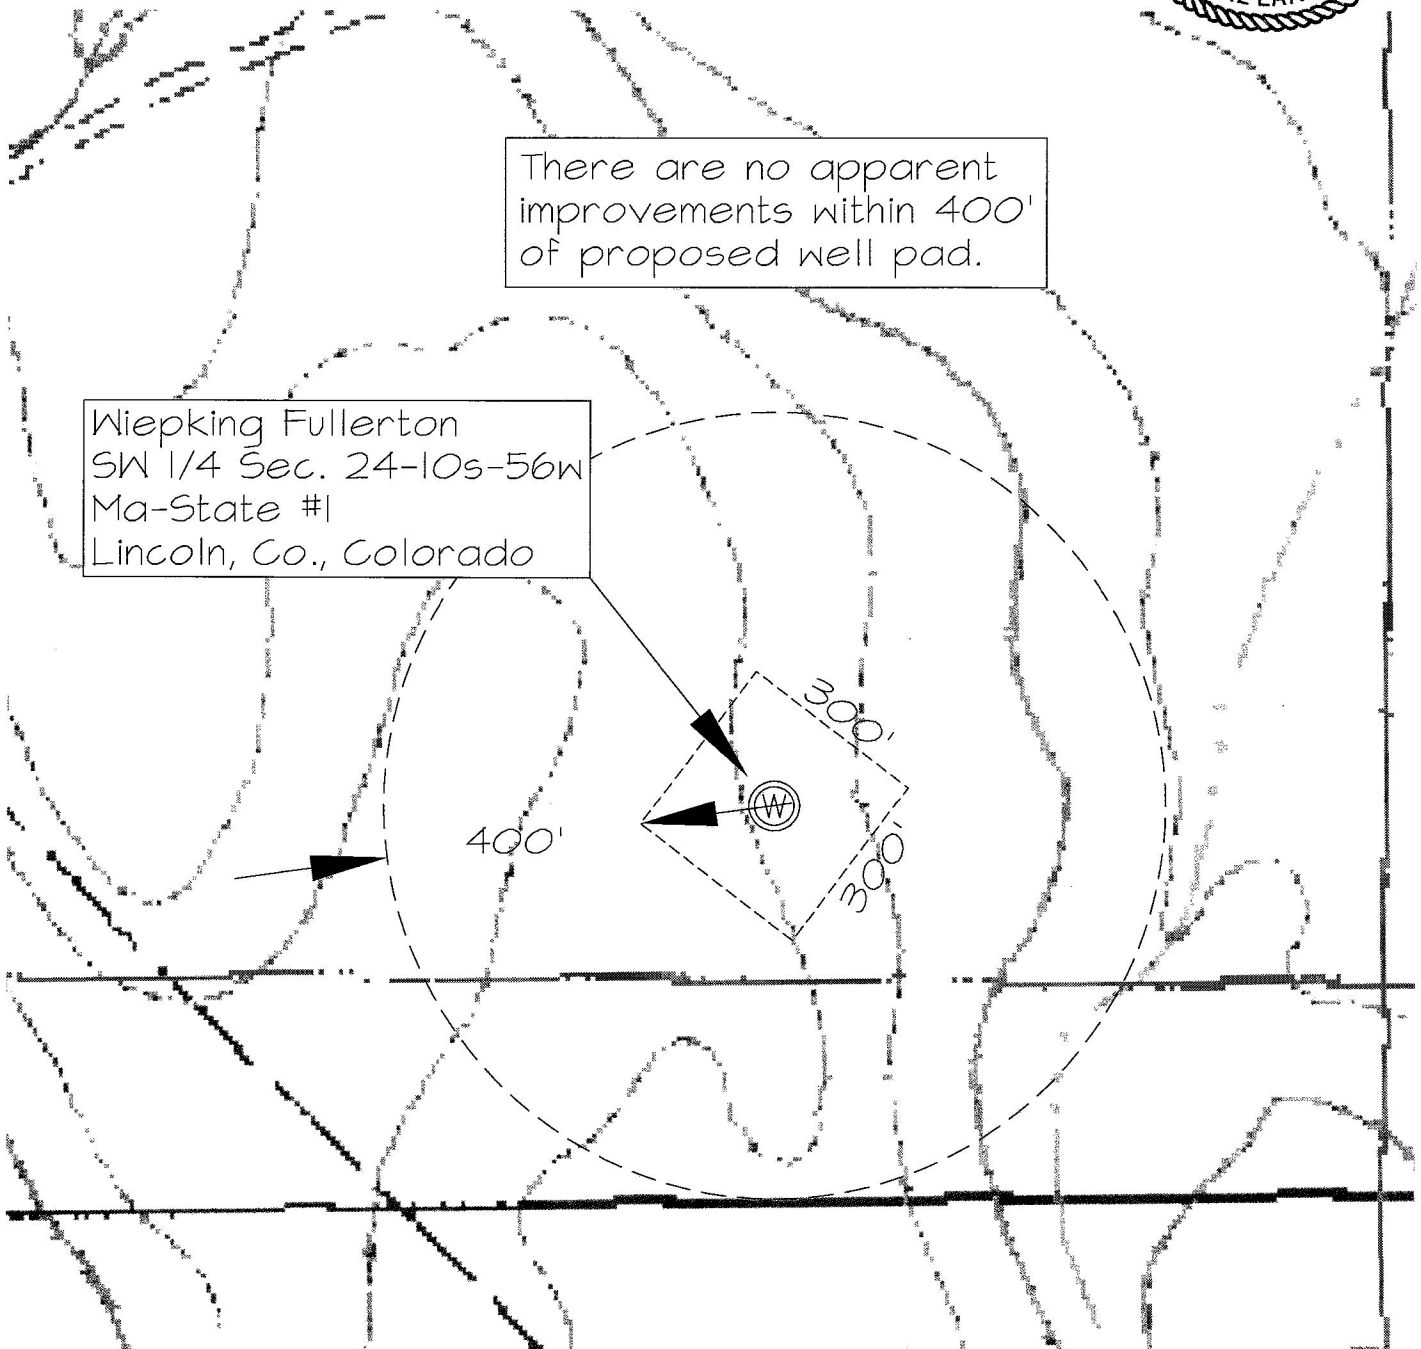 There are no apparent
improvements within 400'
of proposed well pad.
Wiepking Fullerton
SW 1/4 Sec. 24-10s-56w
Ma-State #1
Lincoln, Co., Colorado
300'
W
400'
300'